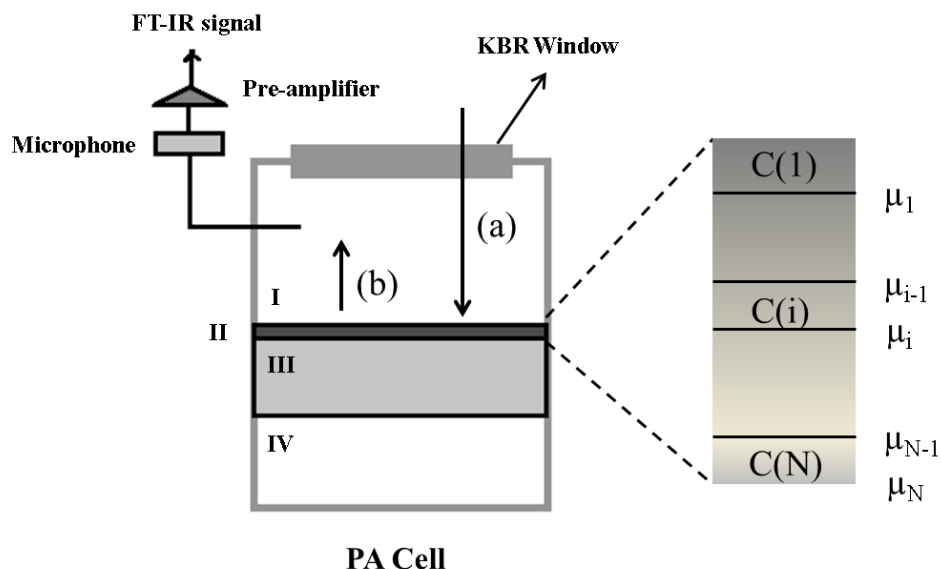 FT-IR signal
KBR Window
Pre-amplifier
Microphone
(a)
(b)
I
II
III
IV
C(1)
μ1
μi-1
C(i)
μi
μN-1
C(N)
μN
PA Cell